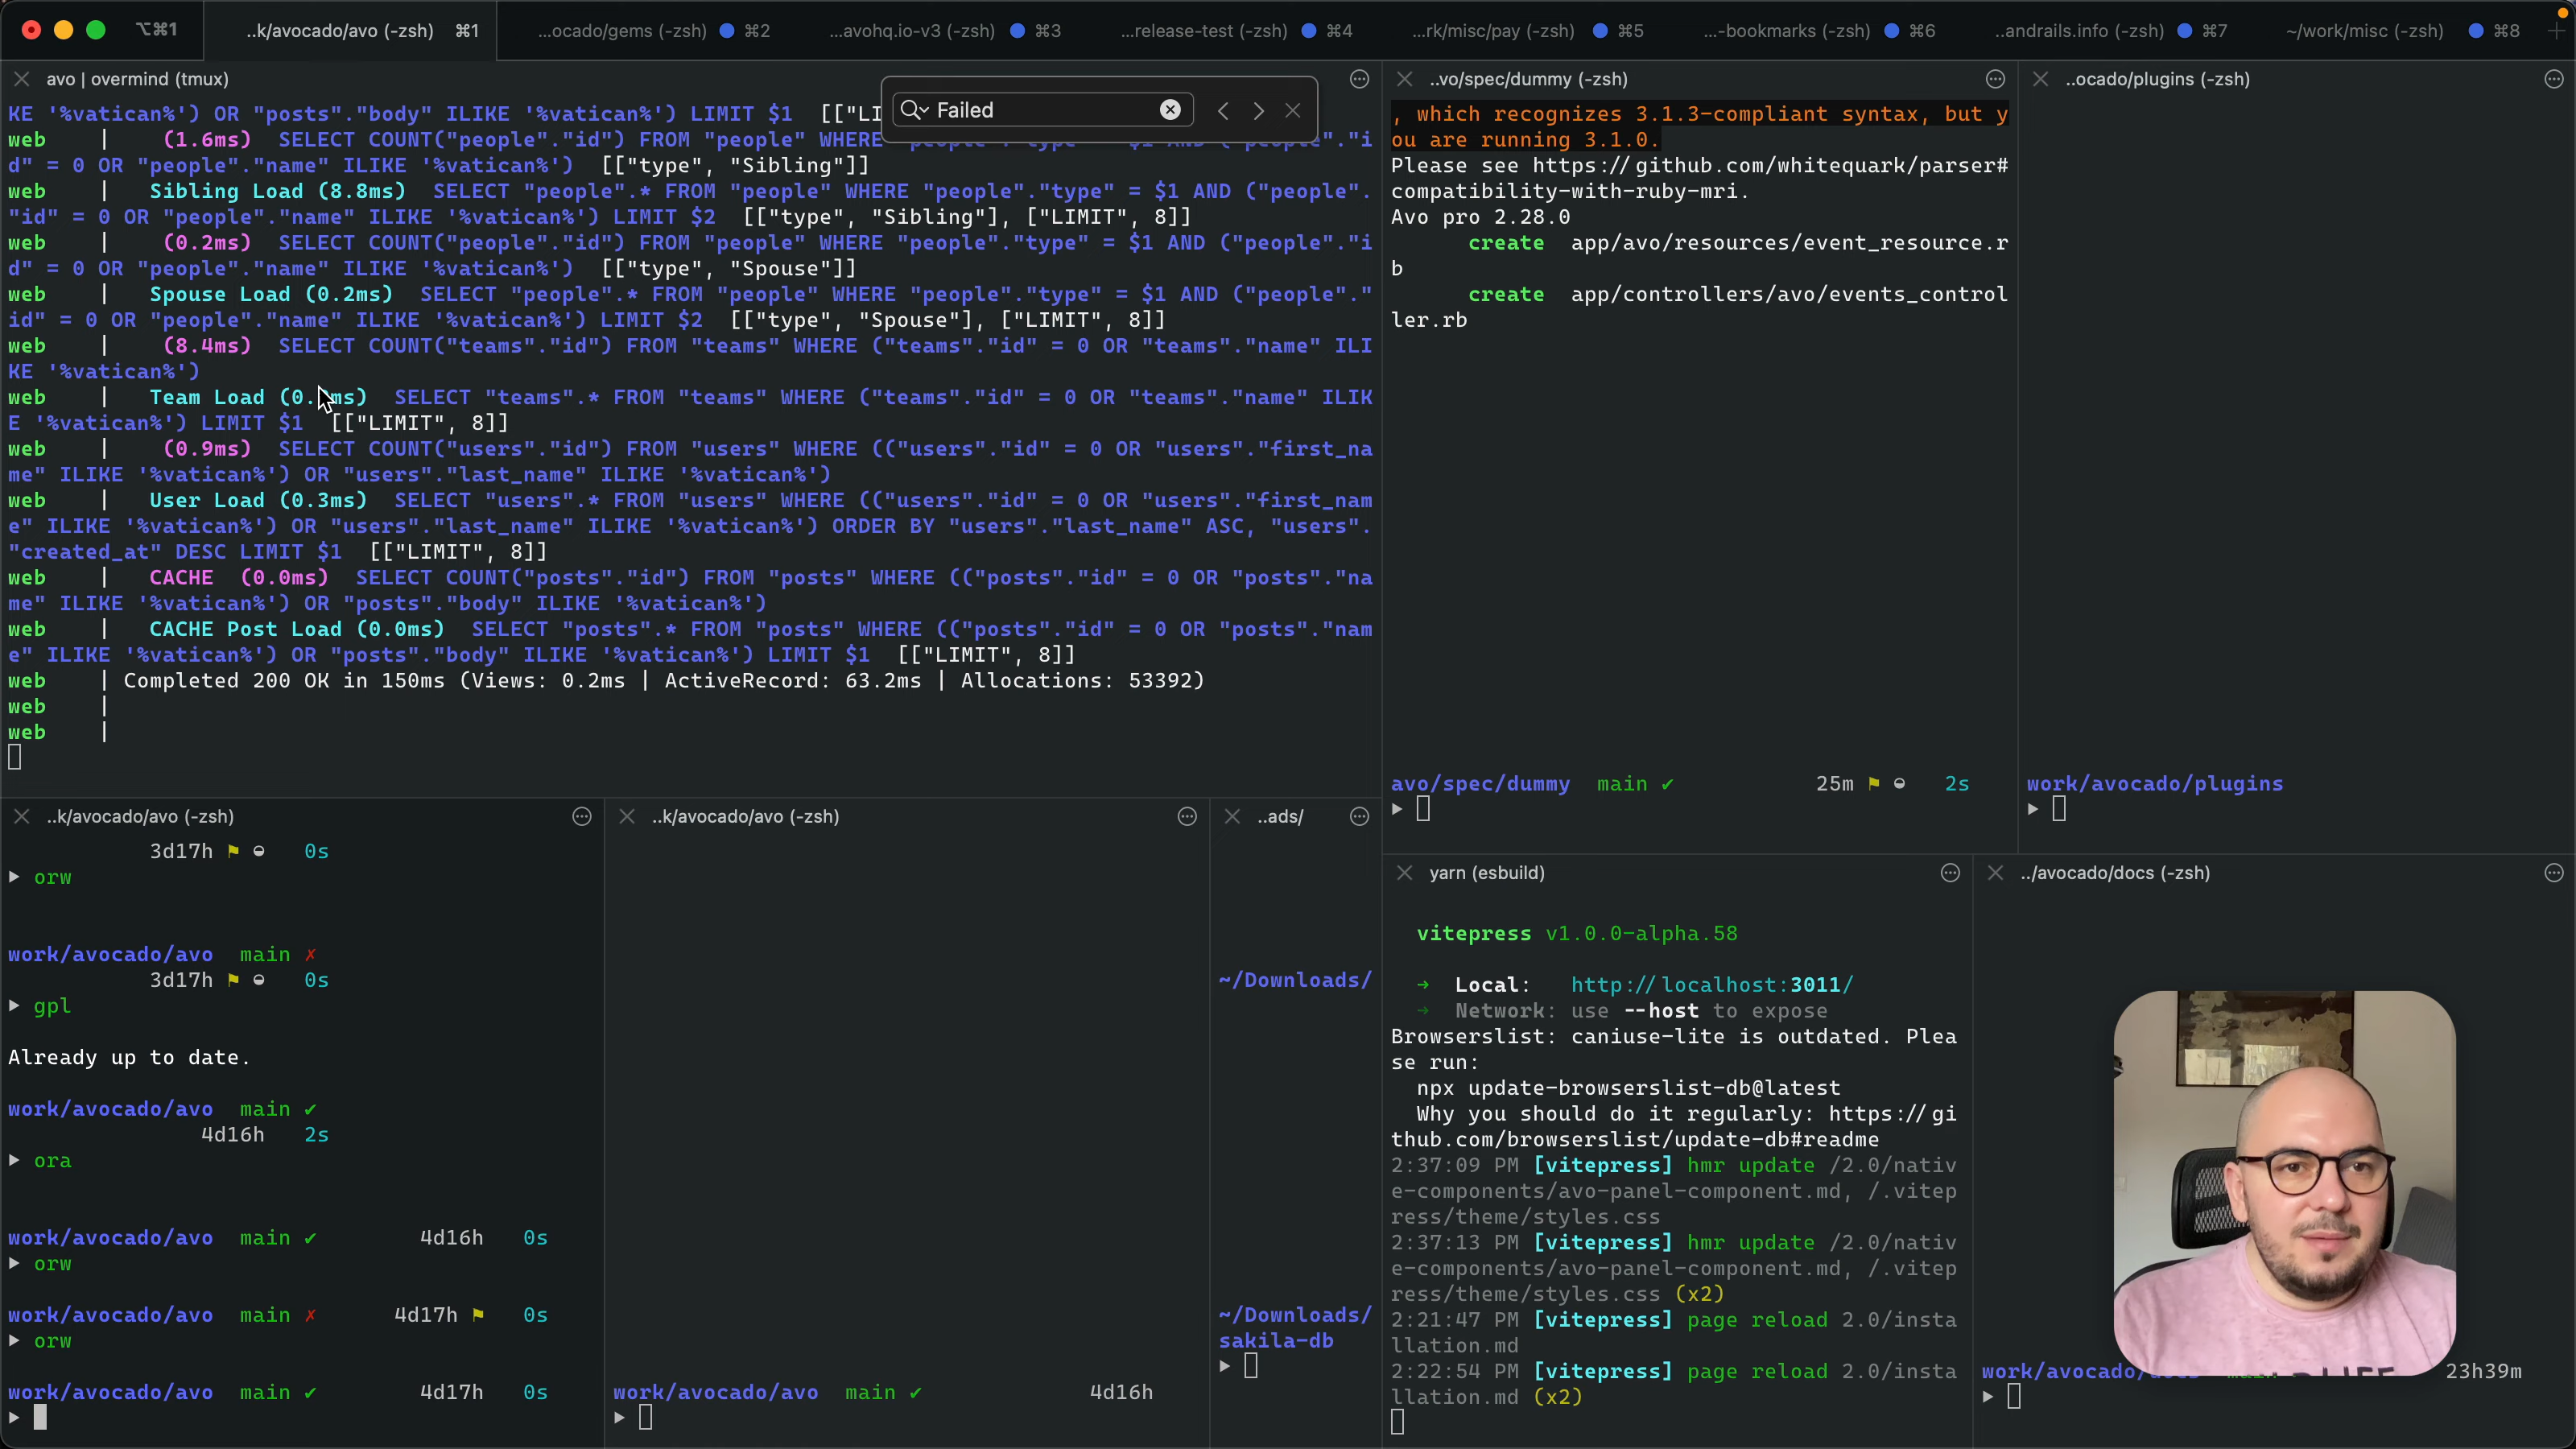 ⌥⌘1
..k/avocado/avo (-zsh) ⌘1
...ocado/gems (-zsh) ⌘2
...avohq.io-v3 (-zsh) ⌘3
...release-test (-zsh) ⌘4
...rk/misc/pay (-zsh) ⌘5
...-bookmarks (-zsh) ⌘6
..andrails.info (-zsh) ⌘7
~/work/misc (-zsh) ⌘8
avo | overmind (tmux)
Failed
KE '%vatican%') OR "posts"."body" ILIKE '%vatican%') LIMIT $1 [["LI
web | (1.6ms) SELECT COUNT("people"."id") FROM "people" WHERE "people"."type" = $1 AND ("people"."i
d" = 0 OR "people"."name" ILIKE '%vatican%') [["type", "Sibling"]]
web | Sibling Load (8.8ms) SELECT "people".* FROM "people" WHERE "people"."type" = $1 AND ("people".
"id" = 0 OR "people"."name" ILIKE '%vatican%') LIMIT $2 [["type", "Sibling"], ["LIMIT", 8]]
web | (0.2ms) SELECT COUNT("people"."id") FROM "people" WHERE "people"."type" = $1 AND ("people"."i
d" = 0 OR "people"."name" ILIKE '%vatican%') [["type", "Spouse"]]
web | Spouse Load (0.2ms) SELECT "people".* FROM "people" WHERE "people"."type" = $1 AND ("people"."
id" = 0 OR "people"."name" ILIKE '%vatican%') LIMIT $2 [["type", "Spouse"], ["LIMIT", 8]]
web | (8.4ms) SELECT COUNT("teams"."id") FROM "teams" WHERE ("teams"."id" = 0 OR "teams"."name" ILI
KE '%vatican%')
web | Team Load SELECT "teams".* FROM "teams" WHERE ("teams"."id" = 0 OR "teams"."name" ILIK
E '%vatican%') LIMIT $1 [["LIMIT", 8]]
web | (0.9ms) SELECT COUNT("users"."id") FROM "users" WHERE (("users"."id" = 0 OR "users"."first_na
me" ILIKE '%vatican%') OR "users"."last_name" ILIKE '%vatican%')
web | User Load (0.3ms) SELECT "users".* FROM "users" WHERE (("users"."id" = 0 OR "users"."first_nam
e" ILIKE '%vatican%') OR "users"."last_name" ILIKE '%vatican%') ORDER BY "users"."last_name" ASC, "users".
"created_at" DESC LIMIT $1 [["LIMIT", 8]]
web | CACHE (0.0ms) SELECT COUNT("posts"."id") FROM "posts" WHERE (("posts"."id" = 0 OR "posts"."na
me" ILIKE '%vatican%') OR "posts"."body" ILIKE '%vatican%')
web | CACHE Post Load (0.0ms) SELECT "posts".* FROM "posts" WHERE (("posts"."id" = 0 OR "posts"."nam
e" ILIKE '%vatican%') OR "posts"."body" ILIKE '%vatican%') LIMIT $1 [["LIMIT", 8]]
web | Completed 200 OK in 150ms (Views: 0.2ms | ActiveRecord: 63.2ms | Allocations: 53392)
web |
web |
..vo/spec/dummy (-zsh)
, which recognizes 3.1.3-compliant syntax, but y
ou are running 3.1.0.
Please see https://github.com/whitequark/parser#
compatibility-with-ruby-mri.
Avo pro 2.28.0
create app/avo/resources/event_resource.r
b
create app/controllers/avo/events_control
ler.rb
avo/spec/dummy main ✔ 25m ⚑ 2s
▶
..ocado/plugins (-zsh)
work/avocado/plugins
▶
..k/avocado/avo (-zsh)
3d17h ⚑ 0s
▶ orw
work/avocado/avo main ✗
3d17h ⚑ 0s
▶ gpl
Already up to date.
work/avocado/avo main ✔
4d16h 2s
▶ ora
work/avocado/avo main ✔ 4d16h 0s
▶ orw
work/avocado/avo main ✗ 4d17h ⚑ 0s
▶ orw
work/avocado/avo main ✔ 4d17h 0s
▶
..k/avocado/avo (-zsh)
work/avocado/avo main ✔ 4d16h
▶
..ads/
~/Downloads/
~/Downloads/
sakila-db
▶
yarn (esbuild)
vitepress v1.0.0-alpha.58
➜ Local: http://localhost:3011/
➜ Network: use --host to expose
Browserslist: caniuse-lite is outdated. Plea
se run:
npx update-browserslist-db@latest
Why you should do it regularly: https://gi
thub.com/browserslist/update-db#readme
2:37:09 PM [vitepress] hmr update /2.0/nativ
e-components/avo-panel-component.md, /.vitep
ress/theme/styles.css
2:37:13 PM [vitepress] hmr update /2.0/nativ
e-components/avo-panel-component.md, /.vitep
ress/theme/styles.css (x2)
2:21:47 PM [vitepress] page reload 2.0/insta
llation.md
2:22:54 PM [vitepress] page reload 2.0/insta
llation.md (x2)
../avocado/docs (-zsh)
work/avocado/ 23h39m
▶